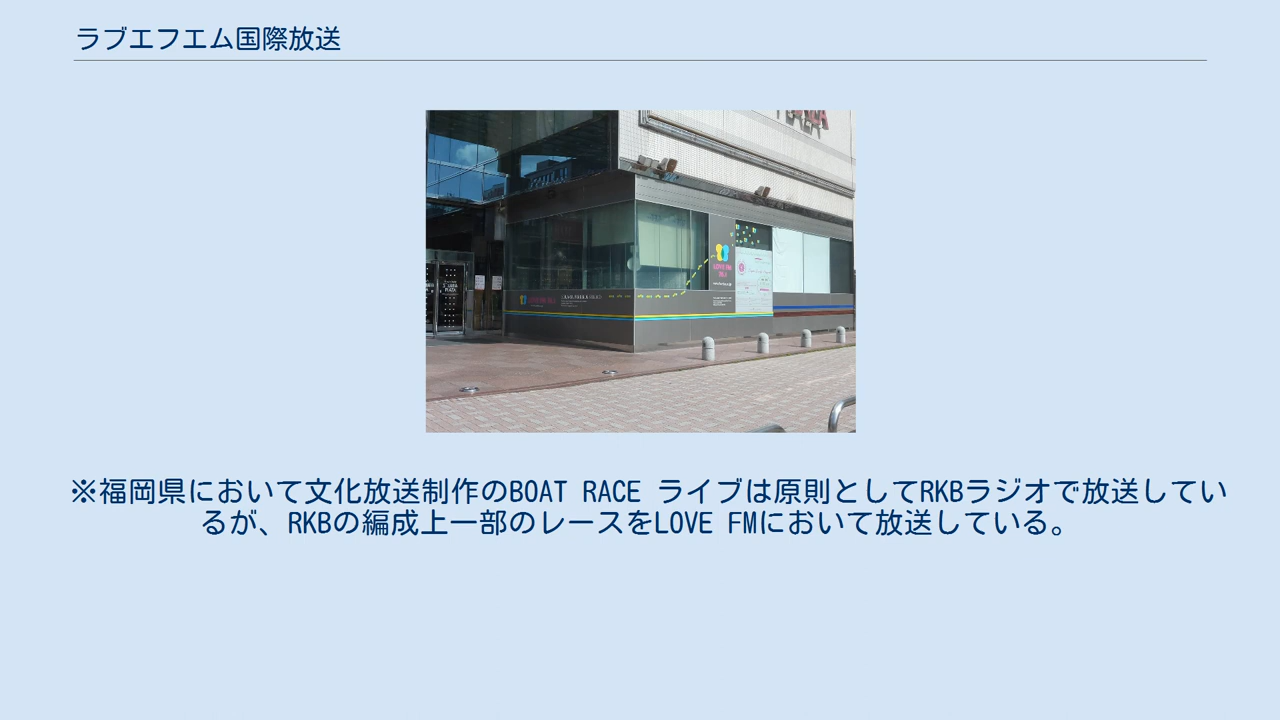 ラブエフエム国際放送
LOVE FM
※福岡県において文化放送制作のBOAT RACE ライブは原則としてRKBラジオで放送してい
るが、RKBの編成上一部のレースをLOVE FMにおいて放送している。